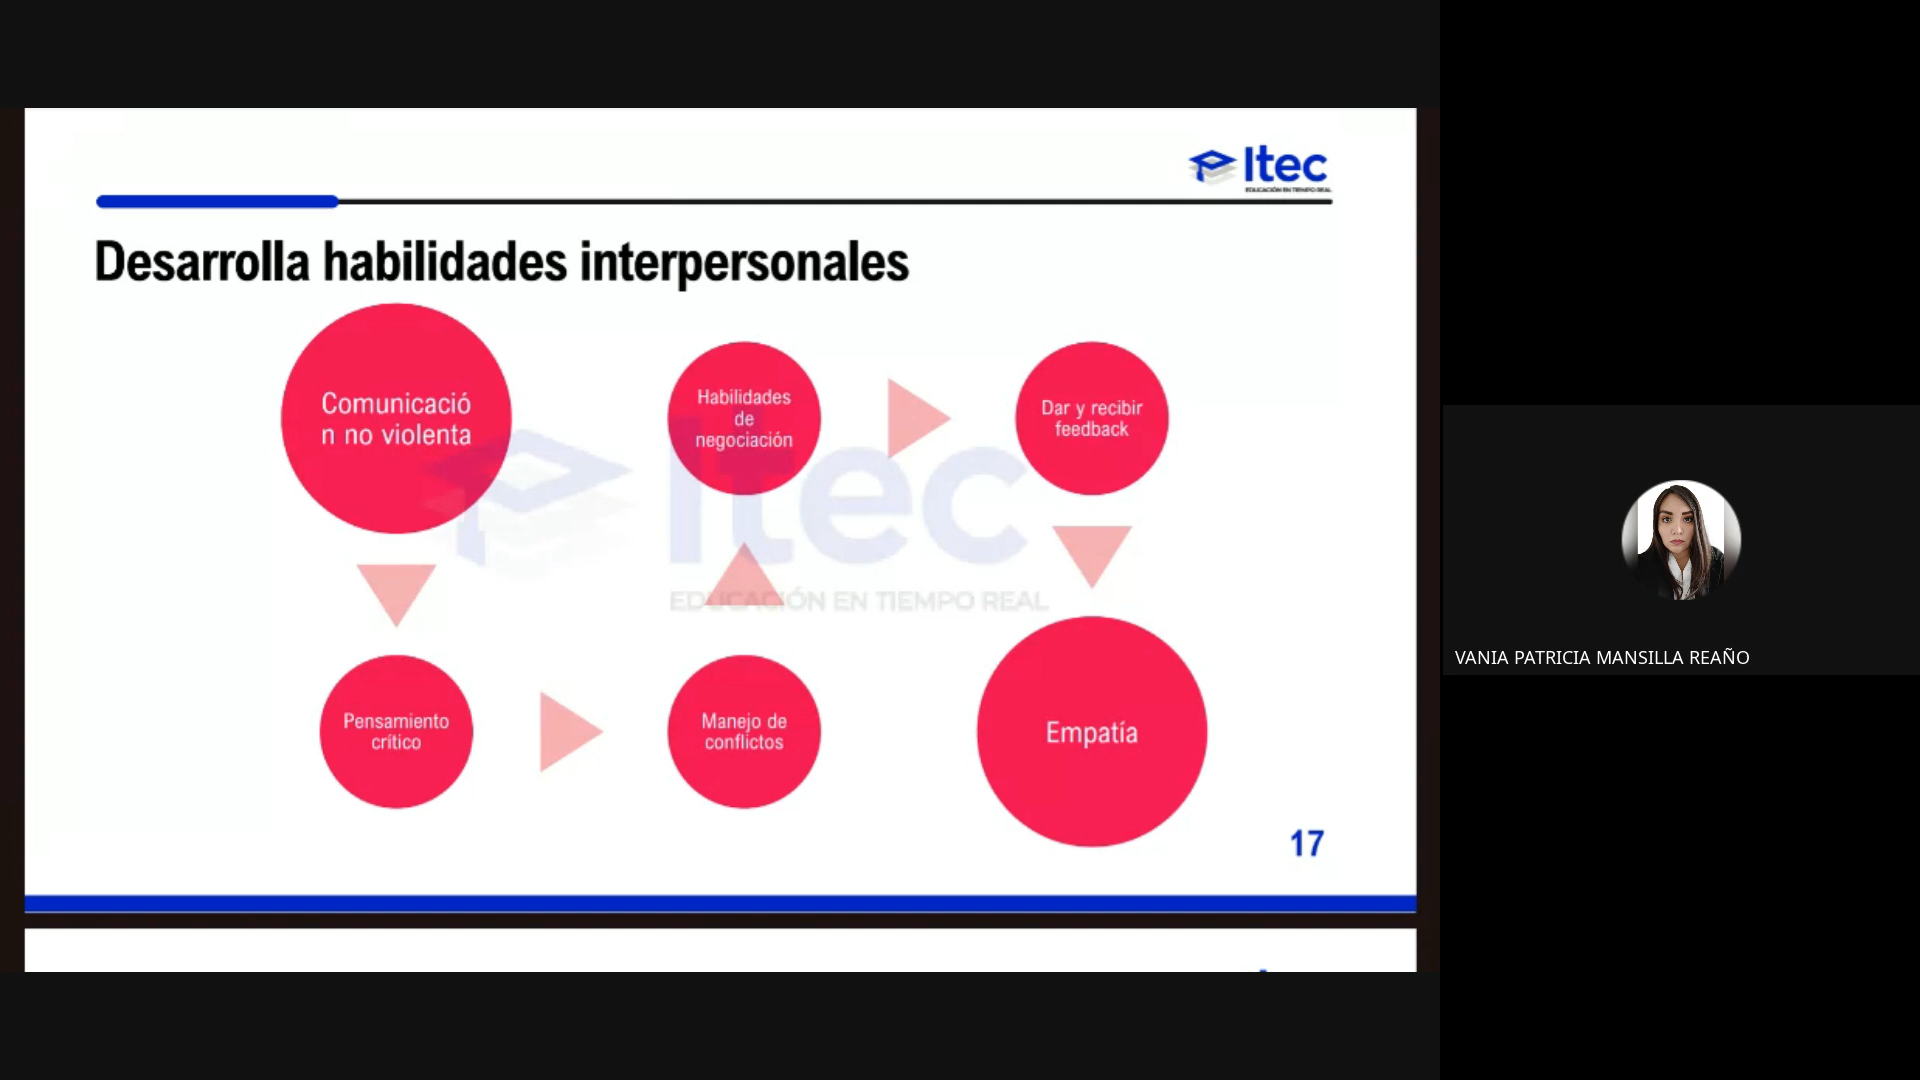 Itec
EDUCACIÓN EN TIEMPO REAL
Desarrolla habilidades interpersonales
Comunicació
n no violenta
Habilidades
de
negociación
Dar y recibir
feedback
Itec
EDUCACIÓN EN TIEMPO REAL
Pensamiento
crítico
Manejo de
conflictos
Empatía
17
VANIA PATRICIA MANSILLA REAÑO